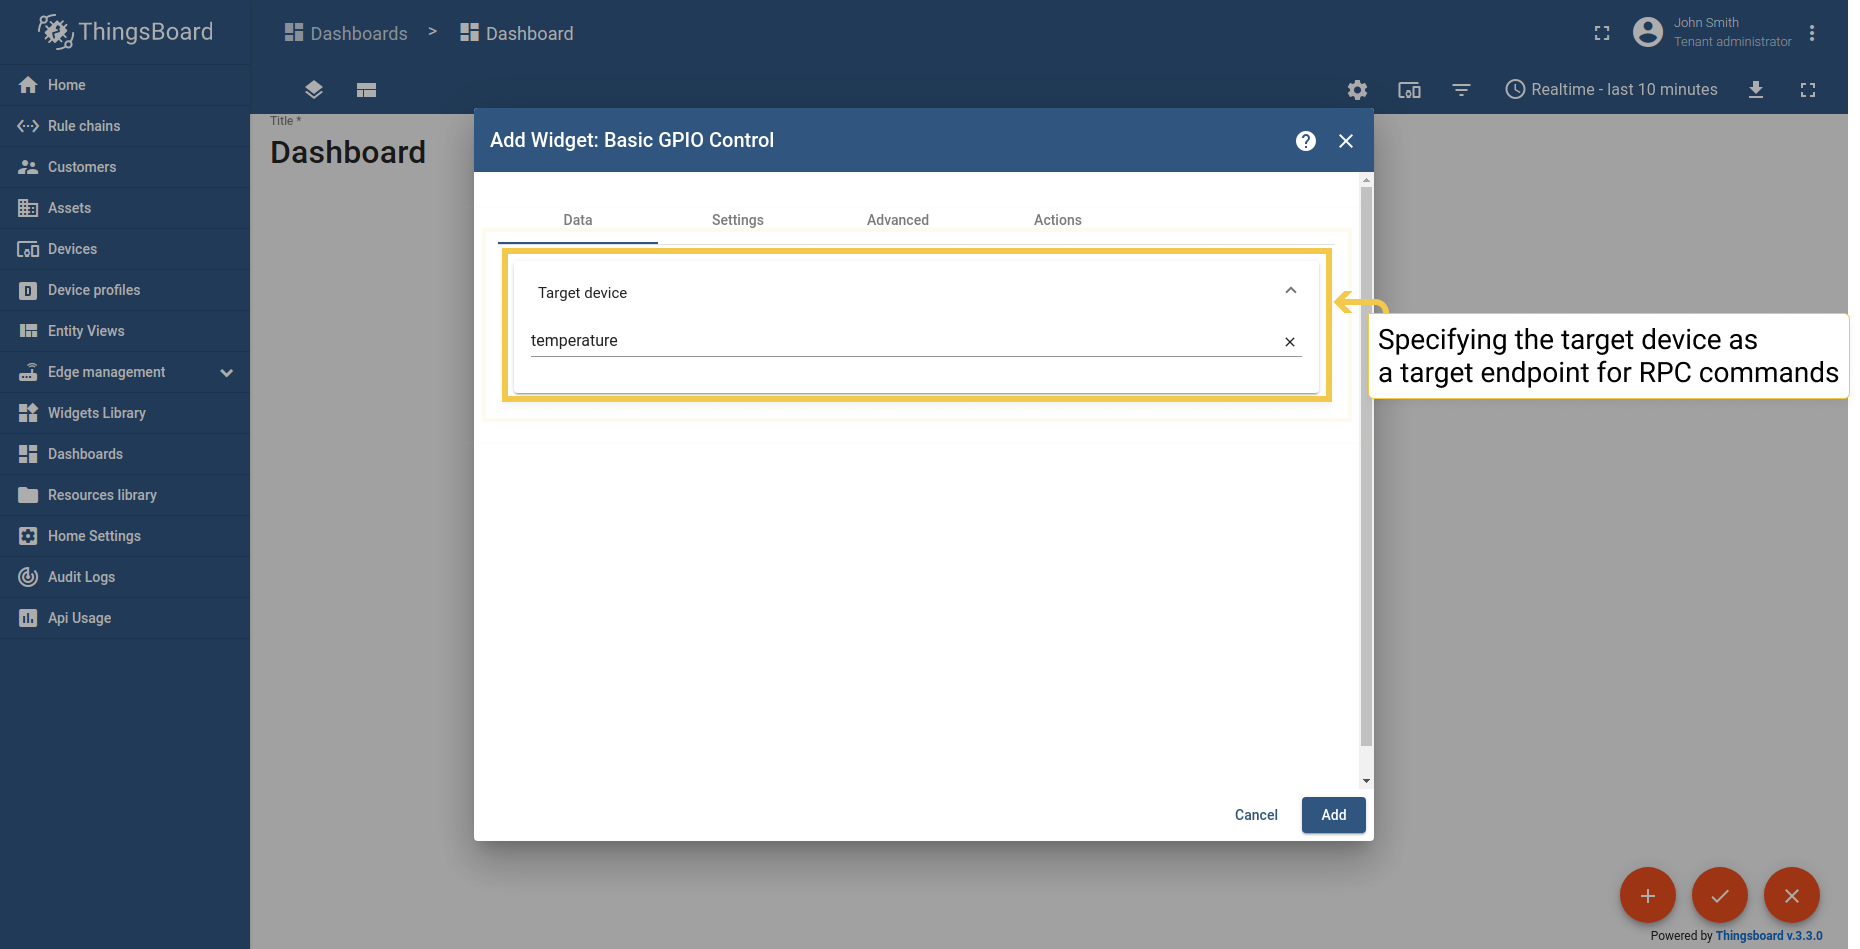 ThingsBoard
Dashboards > Dashboard
John Smith
Tenant administrator
Realtime - last 10 minutes
Home
Rule chains
Customers
Assets
Devices
Device profiles
Entity Views
Edge management
Widgets Library
Dashboards
Resources library
Home Settings
Audit Logs
Api Usage
Title *
Dashboard
Add Widget: Basic GPIO Control
Data Settings Advanced Actions
Target device
temperature
Specifying the target device as
a target endpoint for RPC commands
Cancel Add
Powered by Thingsboard v.3.3.0